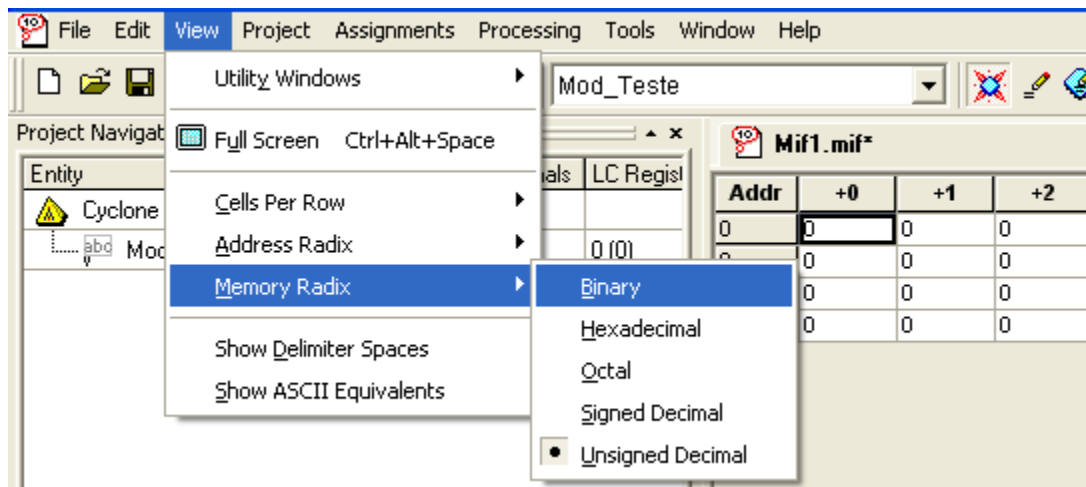 File Edit View Project Assignments Processing Tools Window Help
Mod_Teste
Project Navigat
Entity
als LC Regist
Cyclone
abc Mod
0 (0)
Utility Windows
Full Screen Ctrl+Alt+Space
Cells Per Row
Address Radix
Memory Radix
Show Delimiter Spaces
Show ASCII Equivalents
Binary
Hexadecimal
Octal
Signed Decimal
Unsigned Decimal
Mif1.mif*
Addr +0 +1 +2
0 0 0 0
0 0 0
0 0 0
0 0 0